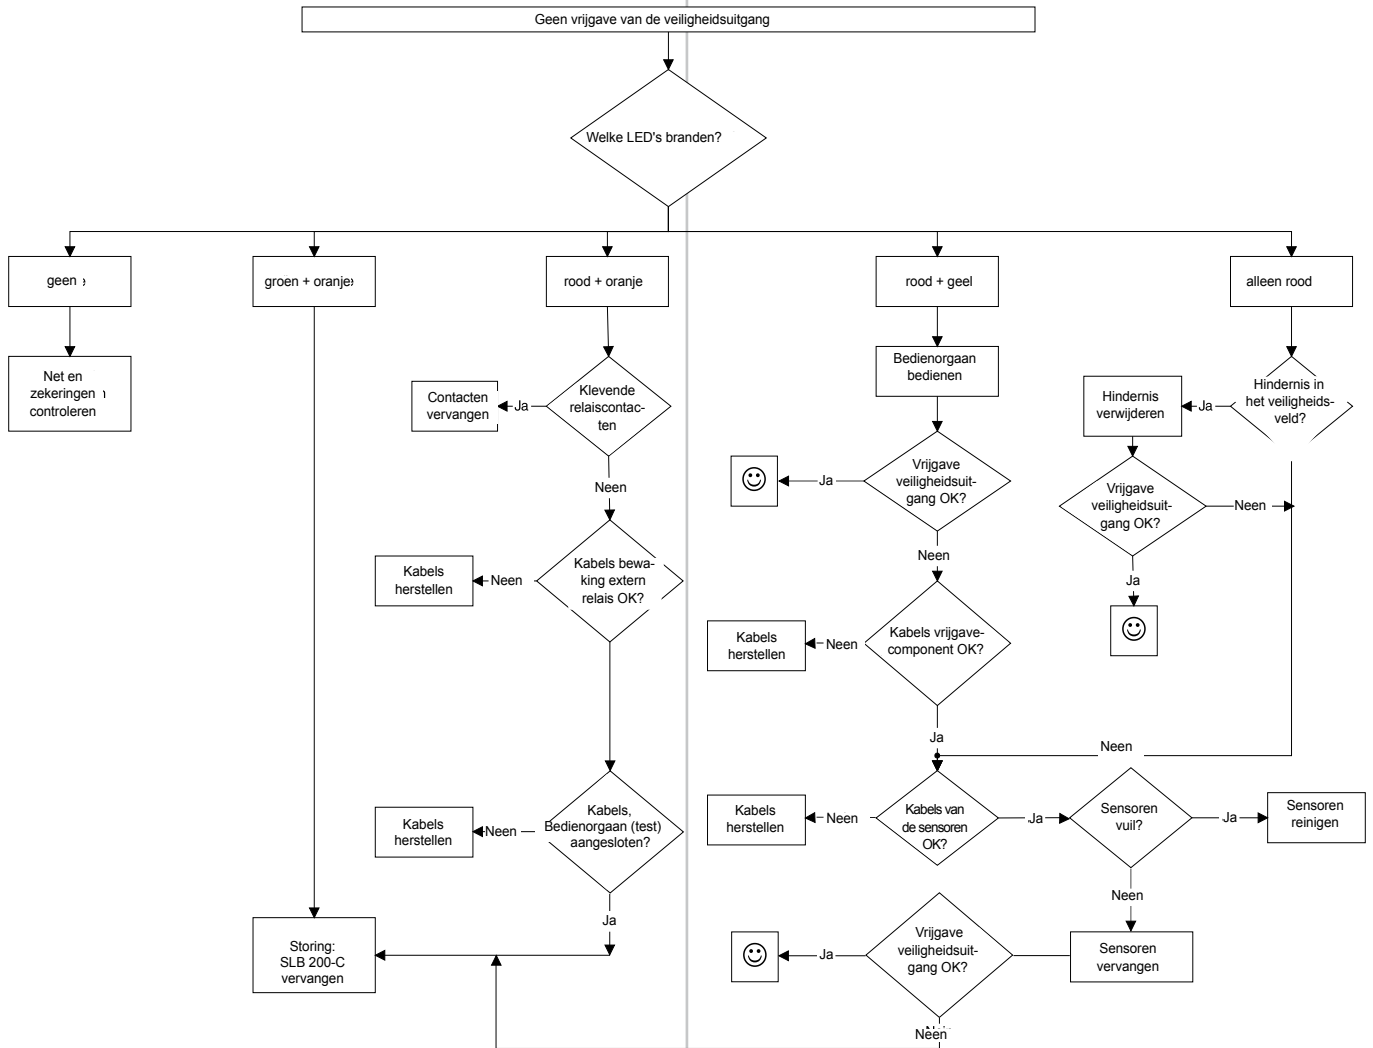 Geen vrijgave van de veiligheidsuitgang
Welke LED's branden?
geen
groen + oranje
rood + oranje
rood + geel
alleen rood
Net en
zekeringen
controleren
Contacten
vervangen
Ja
Klevende
relaiscontac-
ten
Neen
Kabels
herstellen
Neen
Kabels bewa-
king extern
relais OK?
Kabels
herstellen
Neen
Kabels,
Bedienorgaan (test)
aangesloten?
Ja
Storing:
SLB 200-C
vervangen
Bedienorgaan
bedienen
Ja
Vrijgave
veiligheidsuit-
gang OK?
Neen
Kabels
herstellen
Neen
Kabels vrijgave-
component OK?
Ja
Hindernis
verwijderen
Ja
Hindernis in
het veiligheids-
veld?
Vrijgave
veiligheidsuit-
gang OK?
Neen
Ja
Neen
Kabels
herstellen
Neen
Kabels van
de sensoren
OK?
Ja
Sensoren
vuil?
Ja
Sensoren
reinigen
Neen
Ja
Vrijgave
veiligheidsuit-
gang OK?
Sensoren
vervangen
Neen